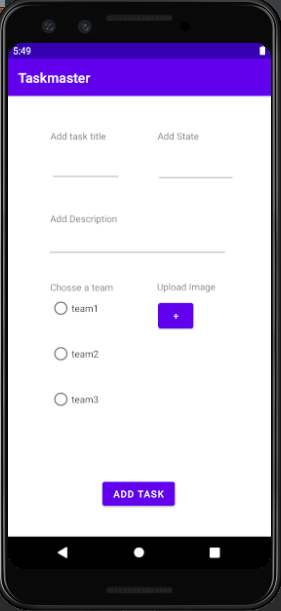 5:49
Taskmaster
Add task title Add State
Add Description
Chosse a team Upload Image
team1 +
team2
team3
ADD TASK